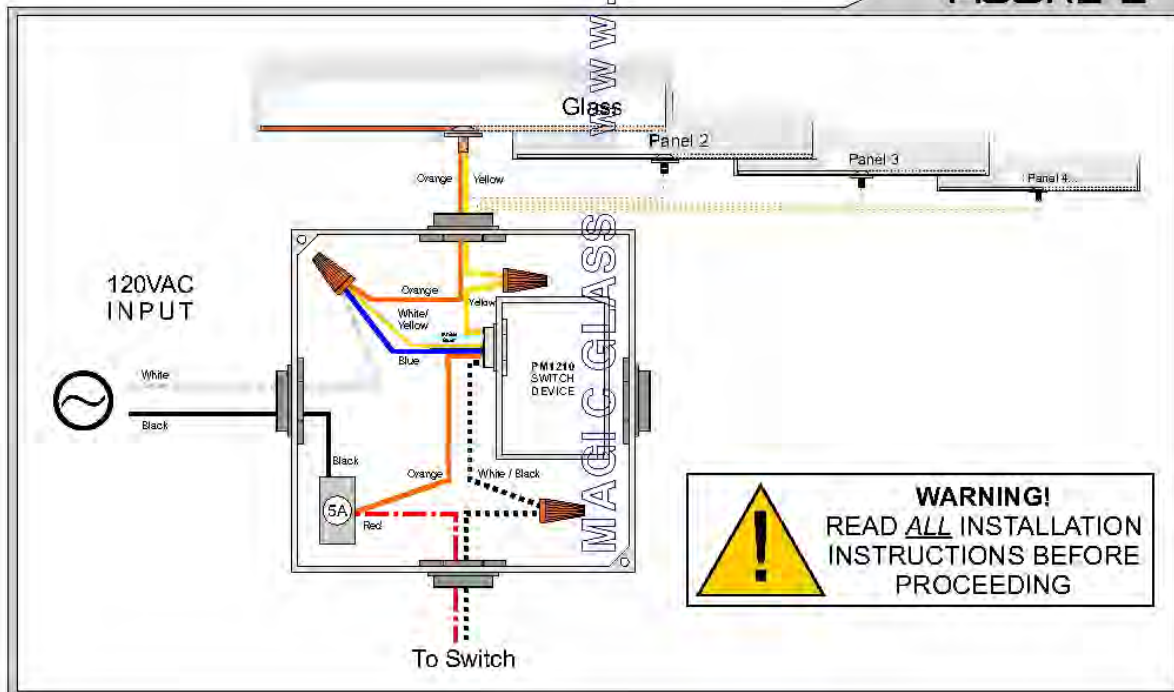 Glass
Panel 2
Panel 3
Panel 4...
Orange
Yellow
120VAC
INPUT
Orange
White/
Yellow
Yellow
Blue
PM1210
SWITCH
DEVICE
White
Black
Black
Orange
White / Black
5A
Red
To Switch
WARNING!
READ ALL INSTALLATION
INSTRUCTIONS BEFORE
PROCEEDING
MAGIC GLASS www.